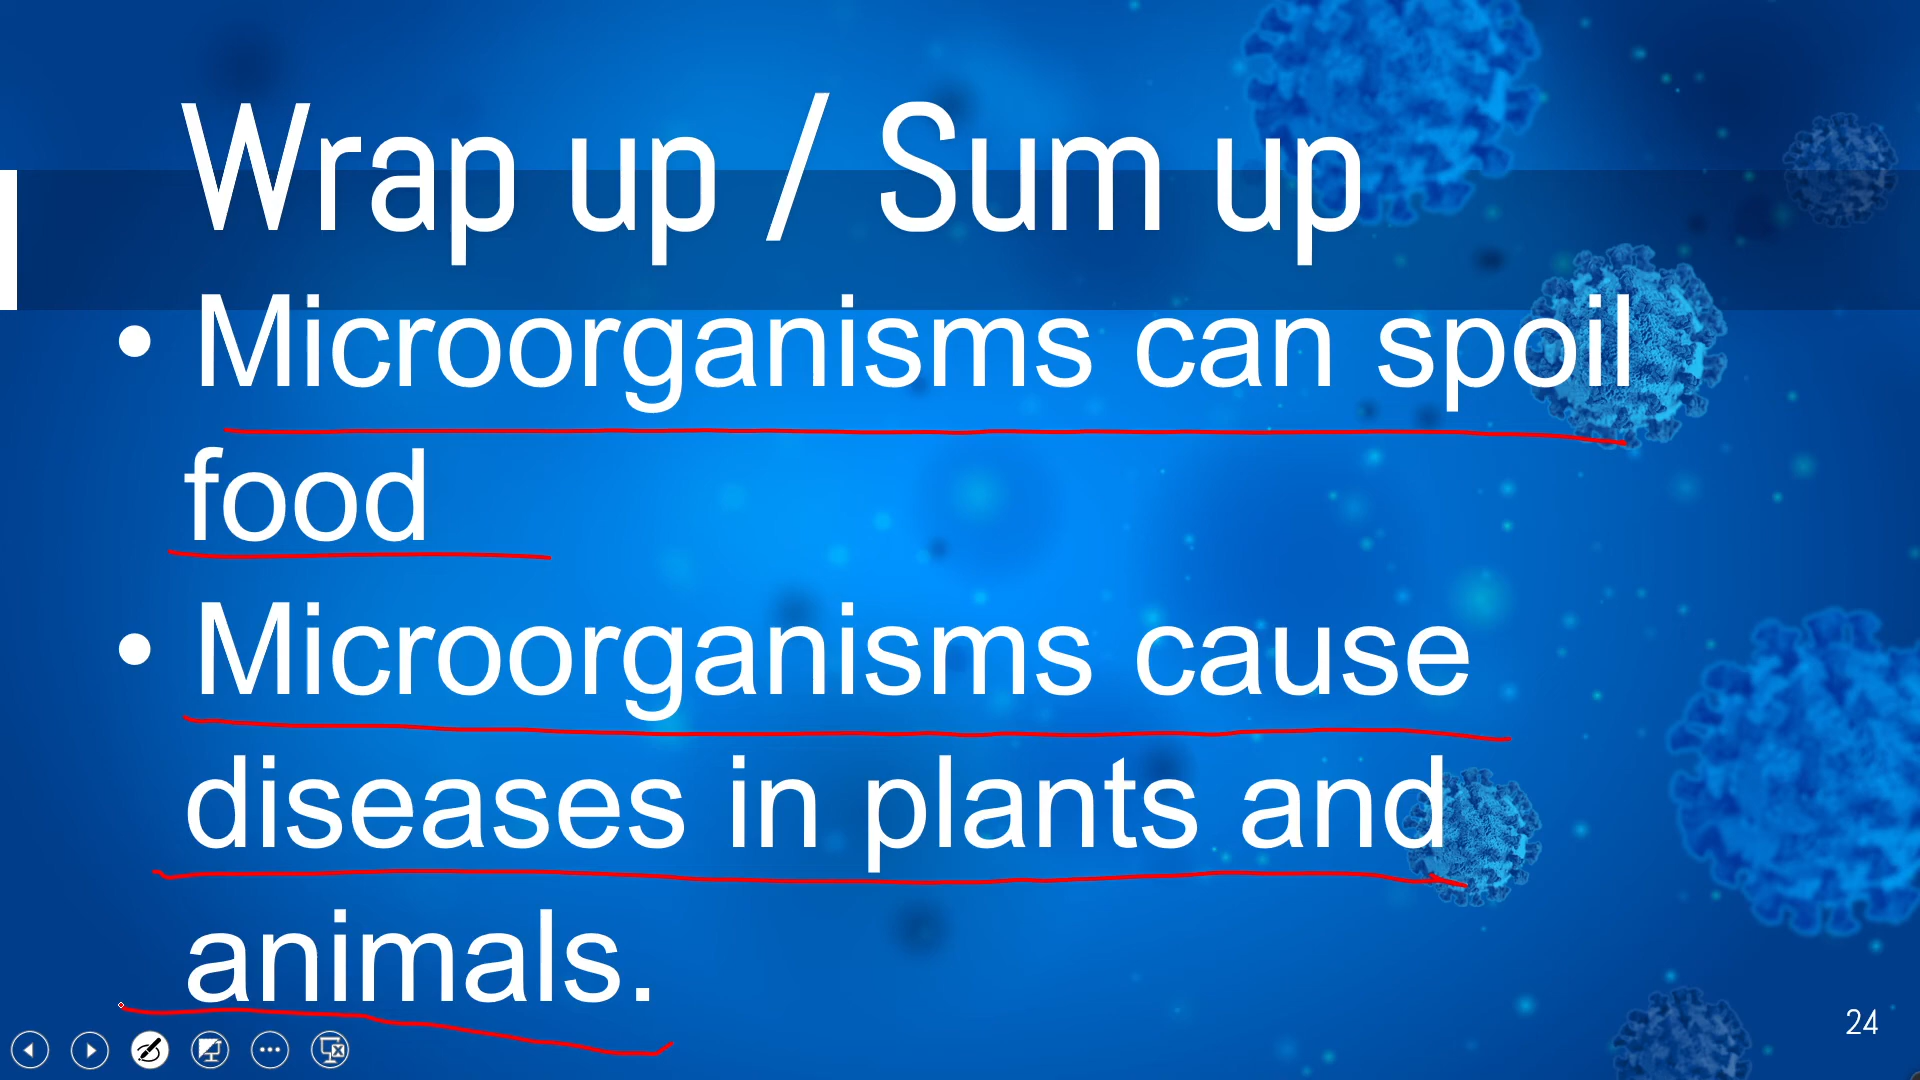 Wrap up / Sum up
• Microorganisms can spoil
food
• Microorganisms cause
diseases in plants and
animals.
24